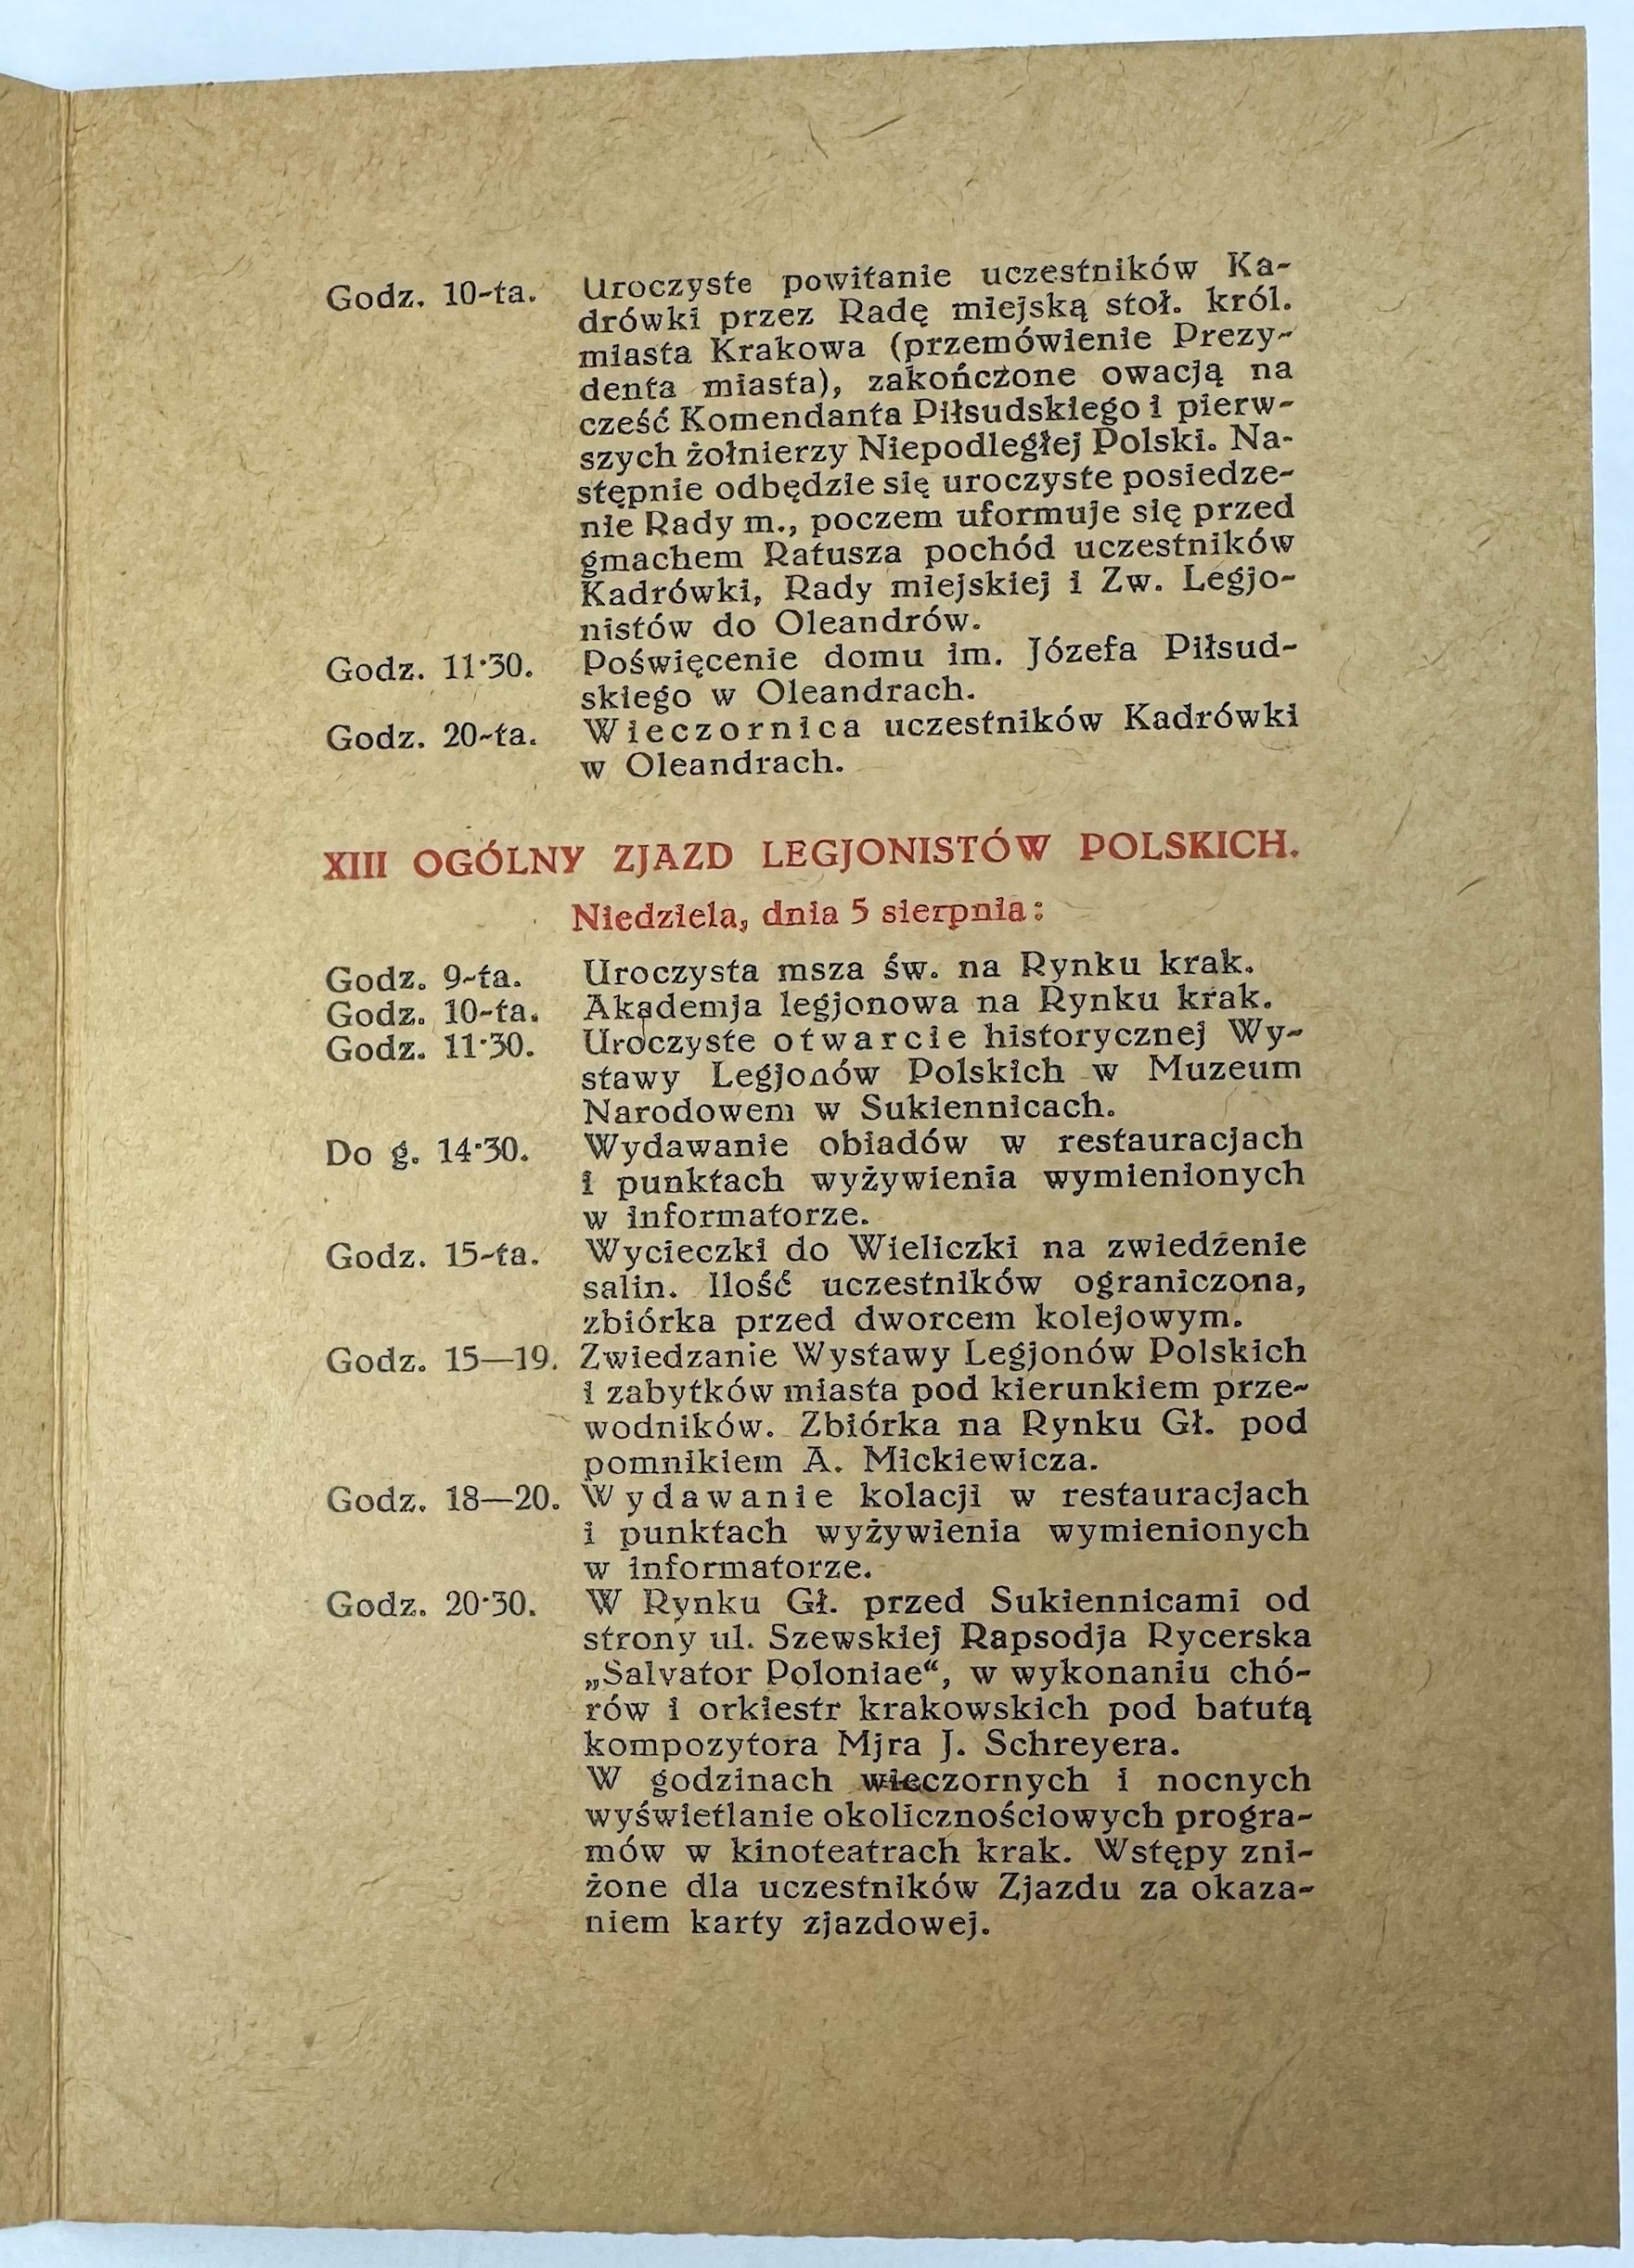 Godz. 10-ta. Uroczyste powitanie uczestników Ka-
drówki przez Radę miejską stoł. król.
miasta Krakowa (przemówienie Prezy-
denta miasta), zakończone owacją na
cześć Komendanta Piłsudskiego i pierw-
szych żołnierzy Niepodległej Polski. Na-
stępnie odbędzie się uroczyste posiedze-
nie Rady m., poczem uformuje się przed
gmachem Ratusza pochód uczestników
Kadrówki, Rady miejskiej i Zw. Legjo-
nistów do Oleandrów.
Godz. 11·30. Poświęcenie domu im. Józefa Piłsud-
skiego w Oleandrach.
Godz. 20-ta. Wieczornica uczestników Kadrówki
w Oleandrach.
XIII OGÓLNY ZJAZD LEGJONISTÓW POLSKICH.
Niedziela, dnia 5 sierpnia:
Godz. 9-ta. Uroczysta msza św. na Rynku krak.
Godz. 10-ta. Akademja legjonowa na Rynku krak.
Godz. 11·30. Uroczyste otwarcie historycznej Wy-
stawy Legjonów Polskich w Muzeum
Narodowem w Sukiennicach.
Do g. 14·30. Wydawanie obiadów w restauracjach
i punktach wyżywienia wymienionych
w informatorze.
Godz. 15-ta. Wycieczki do Wieliczki na zwiedzenie
salin. Ilość uczestników ograniczona,
zbiórka przed dworcem kolejowym.
Godz. 15—19. Zwiedzanie Wystawy Legjonów Polskich
i zabytków miasta pod kierunkiem prze-
wodników. Zbiórka na Rynku Gł. pod
pomnikiem A. Mickiewicza.
Godz. 18—20. Wydawanie kolacji w restauracjach
i punktach wyżywienia wymienionych
w informatorze.
Godz. 20·30. W Rynku Gł. przed Sukiennicami od
strony ul. Szewskiej Rapsodja Rycerska
„Salvator Poloniae“, w wykonaniu chó-
rów i orkiestr krakowskich pod batutą
kompozytora Mjra J. Schreyera.
W godzinach wieczornych i nocnych
wyświetlanie okolicznościowych progra-
mów w kinoteatrach krak. Wstępy zni-
żone dla uczestników Zjazdu za okaza-
niem karty zjazdowej.